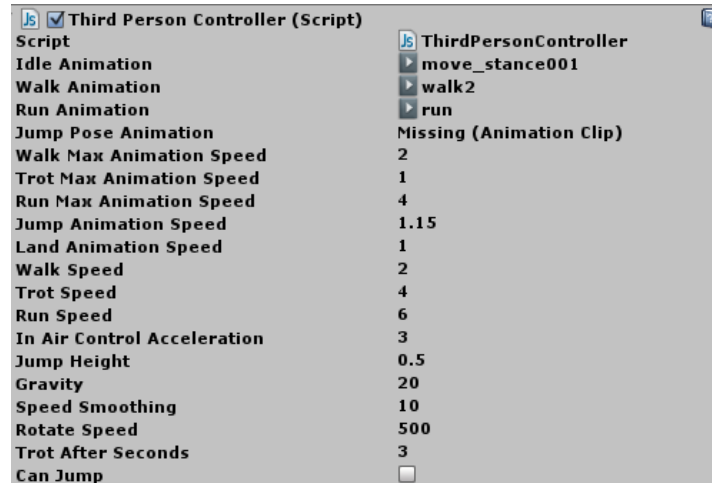 Third Person Controller (Script)
Script ThirdPersonController
Idle Animation move_stance001
Walk Animation walk2
Run Animation run
Jump Pose Animation Missing (Animation Clip)
Walk Max Animation Speed 2
Trot Max Animation Speed 1
Run Max Animation Speed 4
Jump Animation Speed 1.15
Land Animation Speed 1
Walk Speed 2
Trot Speed 4
Run Speed 6
In Air Control Acceleration 3
Jump Height 0.5
Gravity 20
Speed Smoothing 10
Rotate Speed 500
Trot After Seconds 3
Can Jump